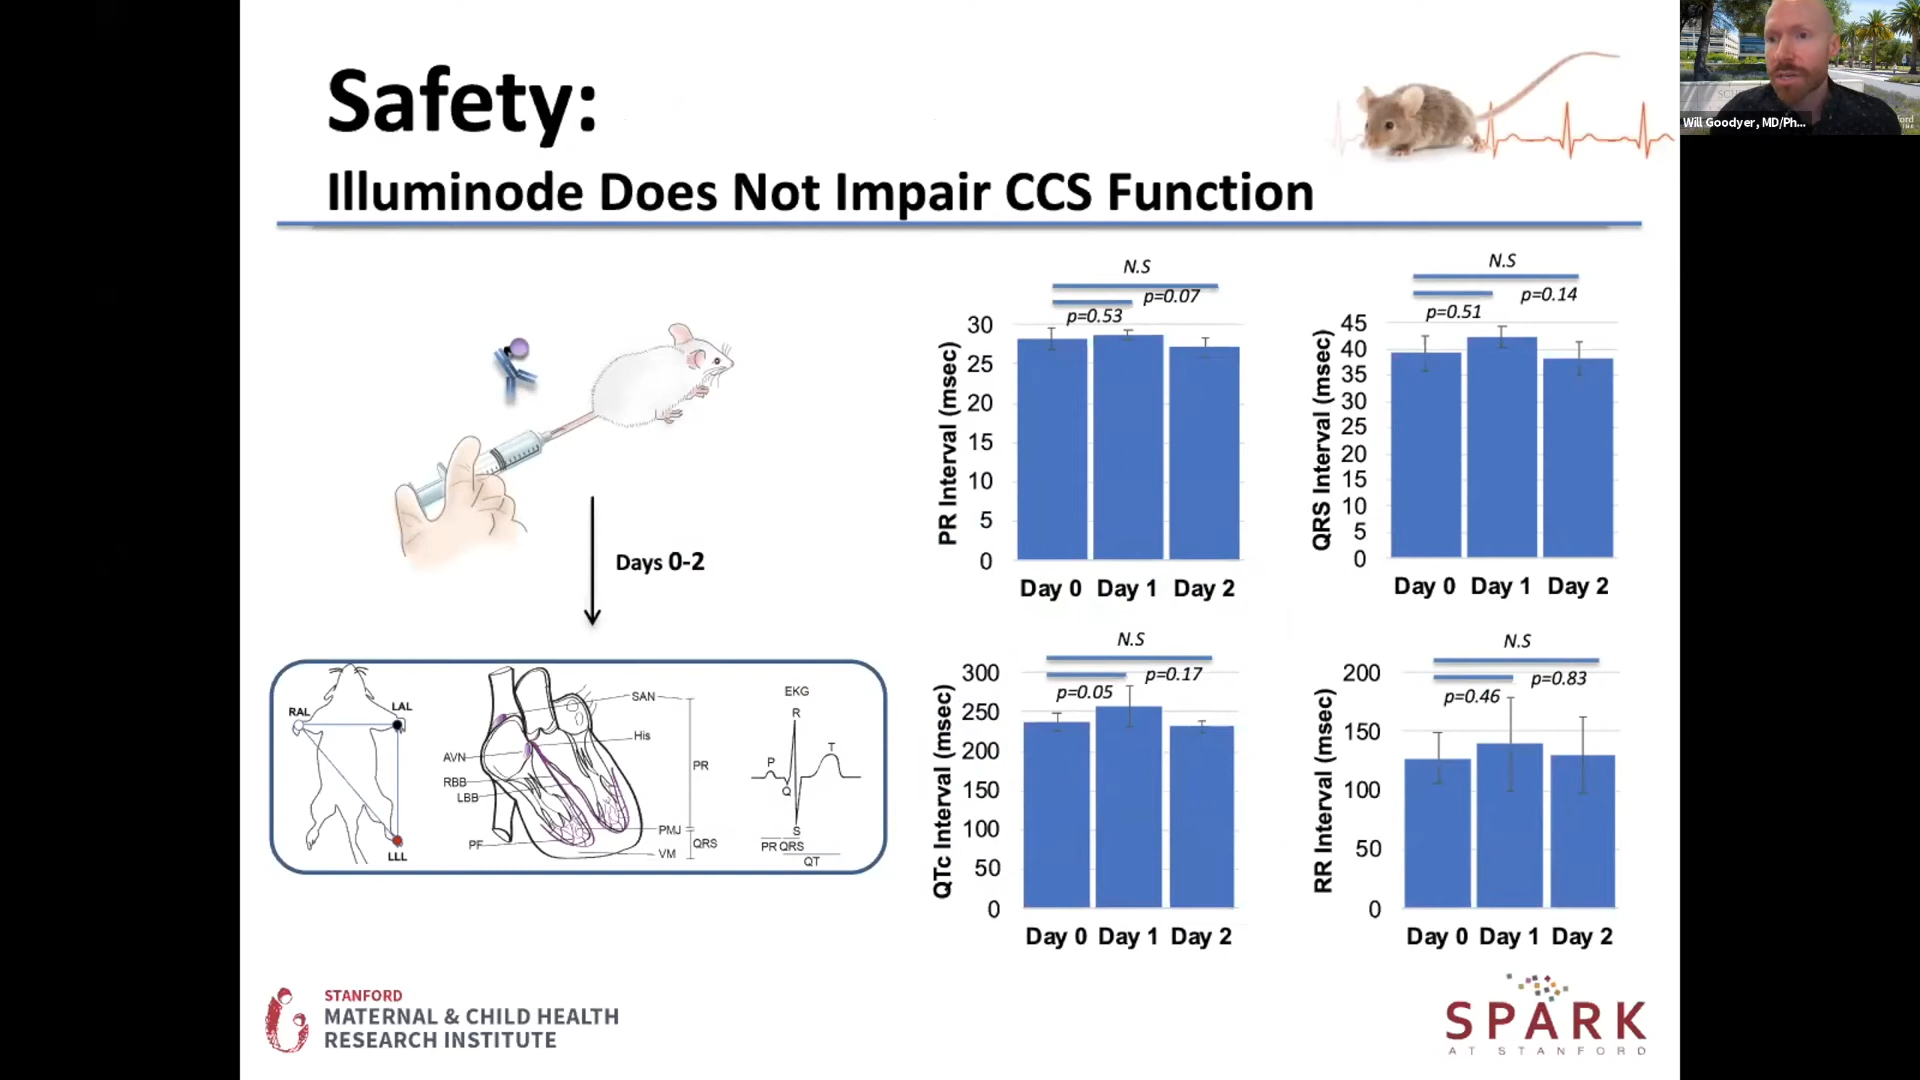 Safety:
Illuminode Does Not Impair CCS Function
Will Goodyer, MD/Ph...
Days 0-2
RAL
LAL
LLL
SAN
His
AVN
RBB
LBB
PR
PMJ
QRS
PF
VM
EKG
R
P
T
Q
S
PR QRS
QT
N.S
p=0.07
p=0.53
PR Interval (msec)
30
25
20
15
10
5
0
Day 0 Day 1 Day 2
N.S
p=0.14
p=0.51
QRS Interval (msec)
45
40
35
30
25
20
15
10
5
0
Day 0 Day 1 Day 2
N.S
p=0.17
p=0.05
QTc Interval (msec)
300
250
200
150
100
50
0
Day 0 Day 1 Day 2
N.S
p=0.83
p=0.46
RR Interval (msec)
200
150
100
50
0
Day 0 Day 1 Day 2
STANFORD
MATERNAL & CHILD HEALTH
RESEARCH INSTITUTE
SPARK
AT STANFORD